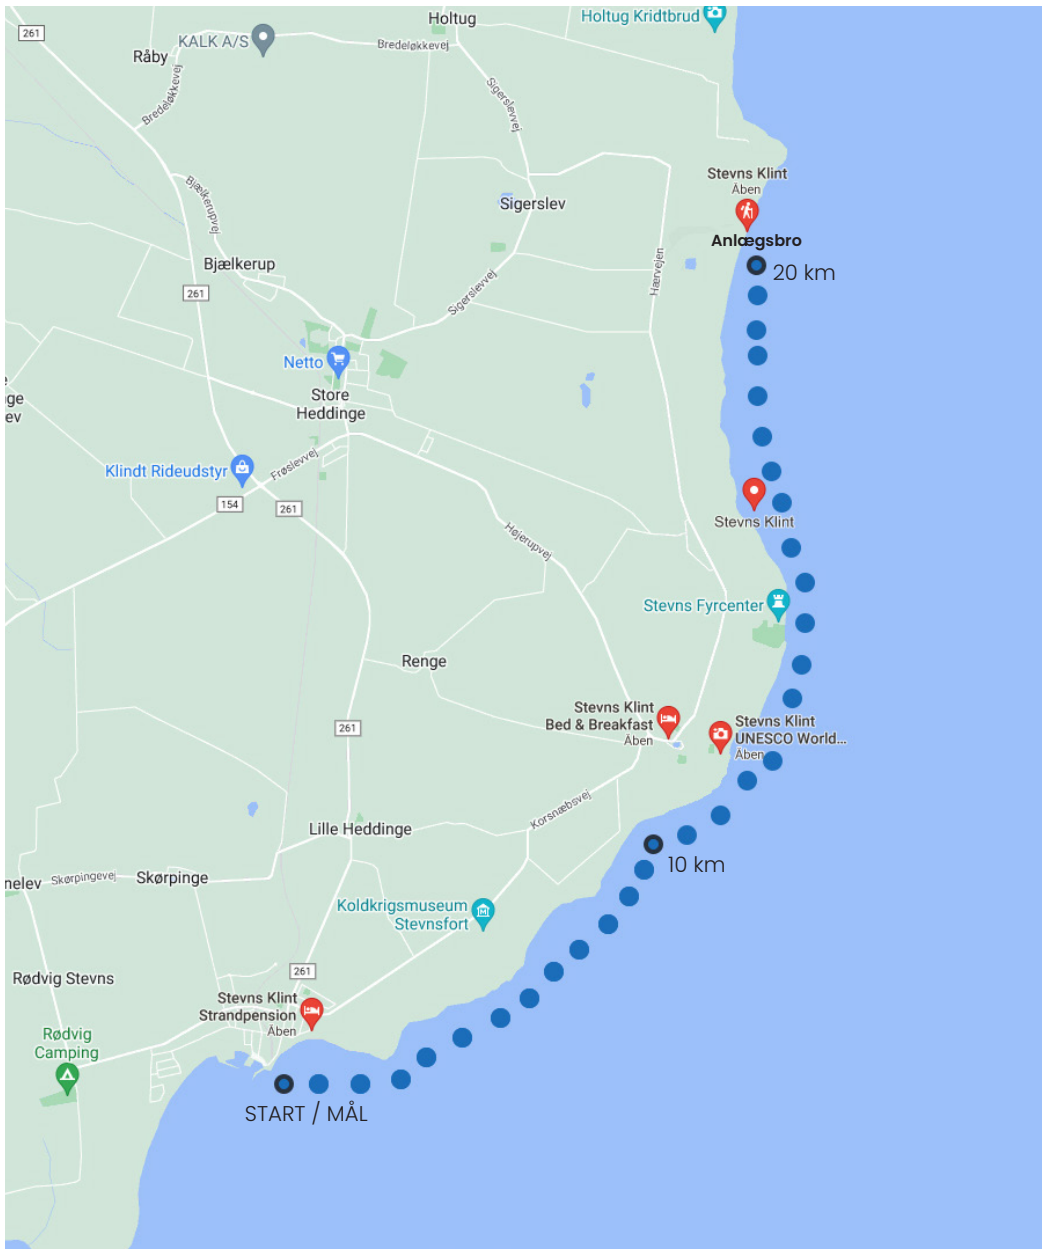 Holtug
Holtug Kridtbrud
261
KALK A/S
Råby
Bredeløkkevej
Bredeløkkevej
Sigerslevvej
Stevns Klint
Åben
Bjælkerupvej
Sigerslev
Anlægsbro
Bjælkerup
Hærvejen
20 km
261
Sigerslevvej
Netto
ge
ev
Store
Heddinge
Frøslevvej
Klindt Rideudstyr
154
261
Stevns Klint
Højerupvej
Stevns Fyrcenter
Renge
Stevns Klint
Bed & Breakfast
Åben
261
Stevns Klint
UNESCO World...
Åben
Korsnæbsvej
Lille Heddinge
10 km
nelev
Skørpingevej
Skørpinge
Koldkrigsmuseum
Stevnsfort
261
Rødvig Stevns
Stevns Klint
Strandpension
Åben
Rødvig
Camping
START / MÅL